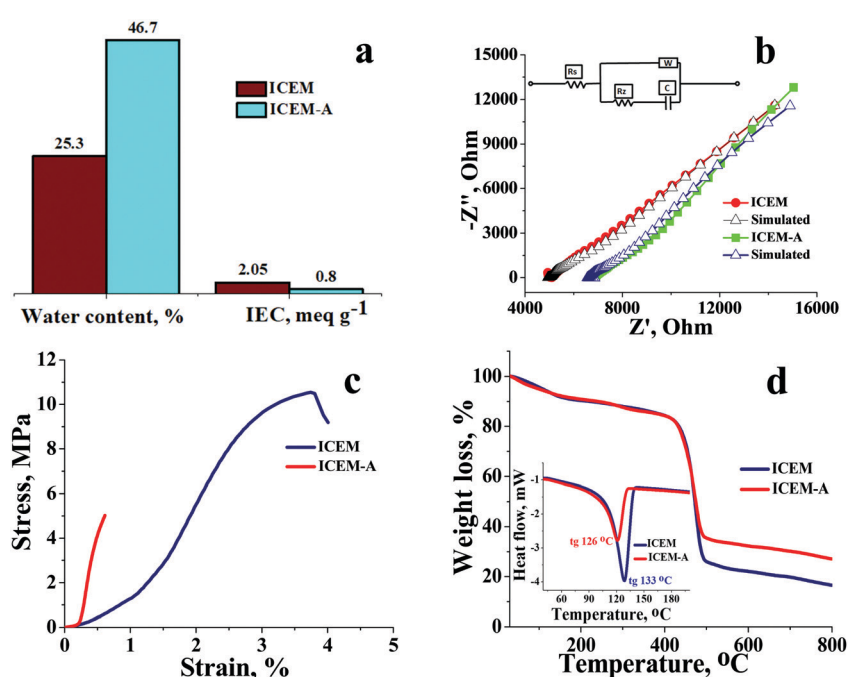 a
46.7
ICEM
ICEM-A
25.3
2.05
0.8
Water content, %
IEC, meq g-1
b
15000
12000
9000
6000
3000
0
-Z'', Ohm
Rs
W
Rz
C
ICEM
Simulated
ICEM-A
Simulated
4000
8000
12000
16000
Z', Ohm
c
12
10
8
6
4
2
0
Stress, MPa
ICEM
ICEM-A
0
1
2
3
4
5
Strain, %
d
100
80
60
40
20
0
Weight loss, %
ICEM
ICEM-A
-1
-2
-3
-4
Heat flow, mW
tg 126 ºC
ICEM
ICEM-A
tg 133 ºC
60
90
120
150
180
Temperature, ºC
200
400
600
800
Temperature, ºC